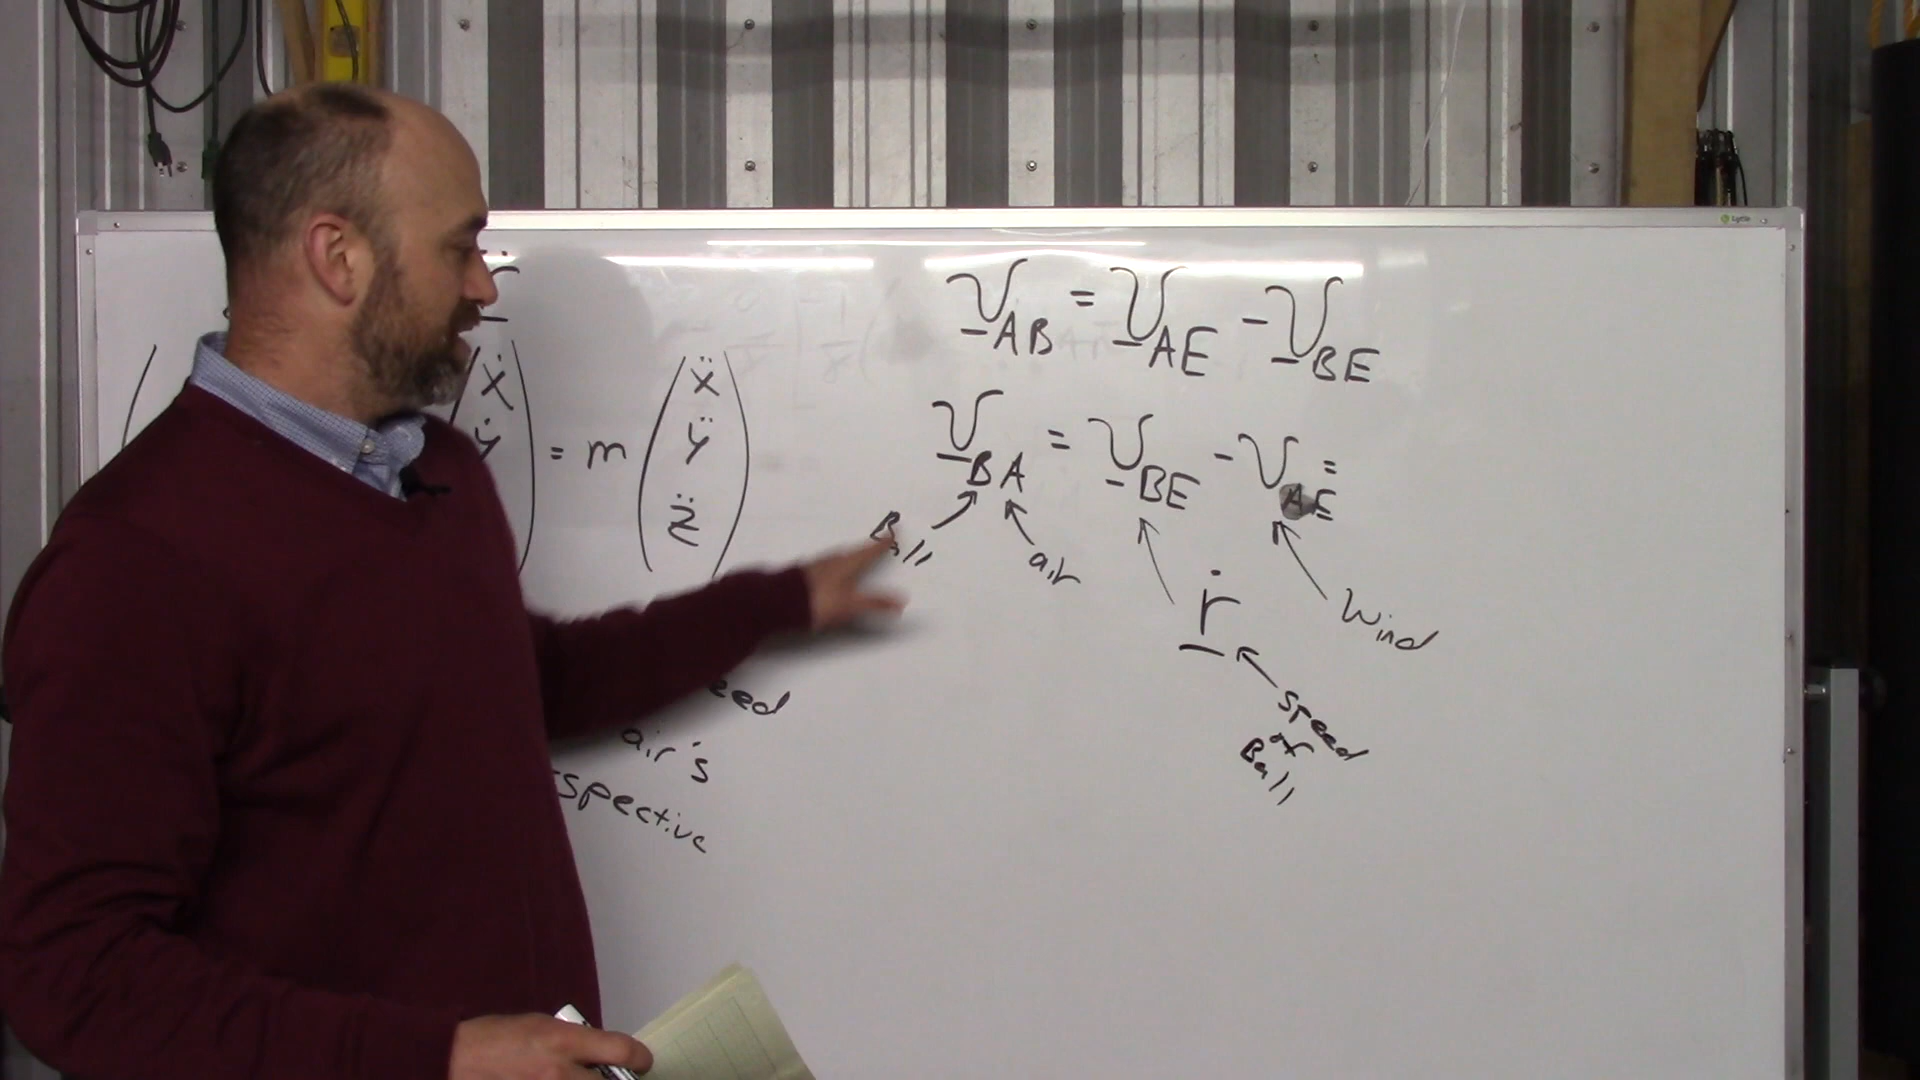 r̈
(ẍ ÿ) = m (ẍ ÿ z̈)
eed
air's
spective
V_AB = V_AE - V_BE
V_BA = V_BE - V_AE =
Ball
air
ṙ
Wind
Speed
of
Ball